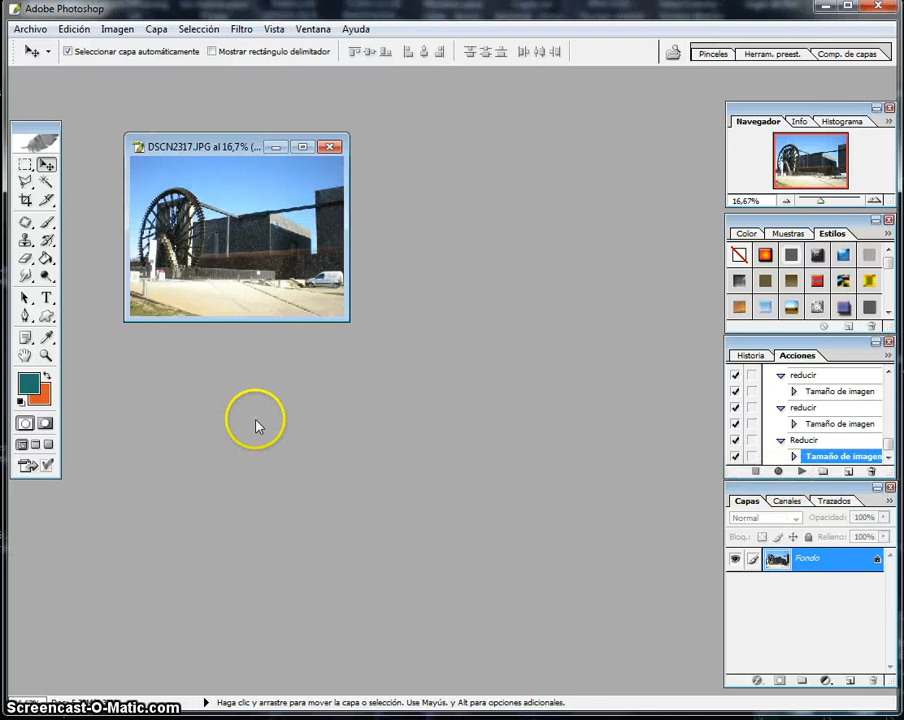 Adobe Photoshop
Archivo Edición Imagen Capa Selección Filtro Vista Ventana Ayuda
Seleccionar capa automáticamente Mostrar rectángulo delimitador
Pinceles Herram. preest. Comp. de capas
DSCN2317.JPG al 16,7% (...
Navegador Info Histograma
16,67%
Color Muestras Estilos
Historia Acciones
reducir
Tamaño de imagen
reducir
Tamaño de imagen
Reducir
Tamaño de imagen
Capas Canales Trazados
Normal Opacidad: 100%
Bloq.: Relleno: 100%
Fondo
Haga clic y arrastre para mover la capa o selección. Use Mayús. y Alt para opciones adicionales.
Screencast-O-Matic.com